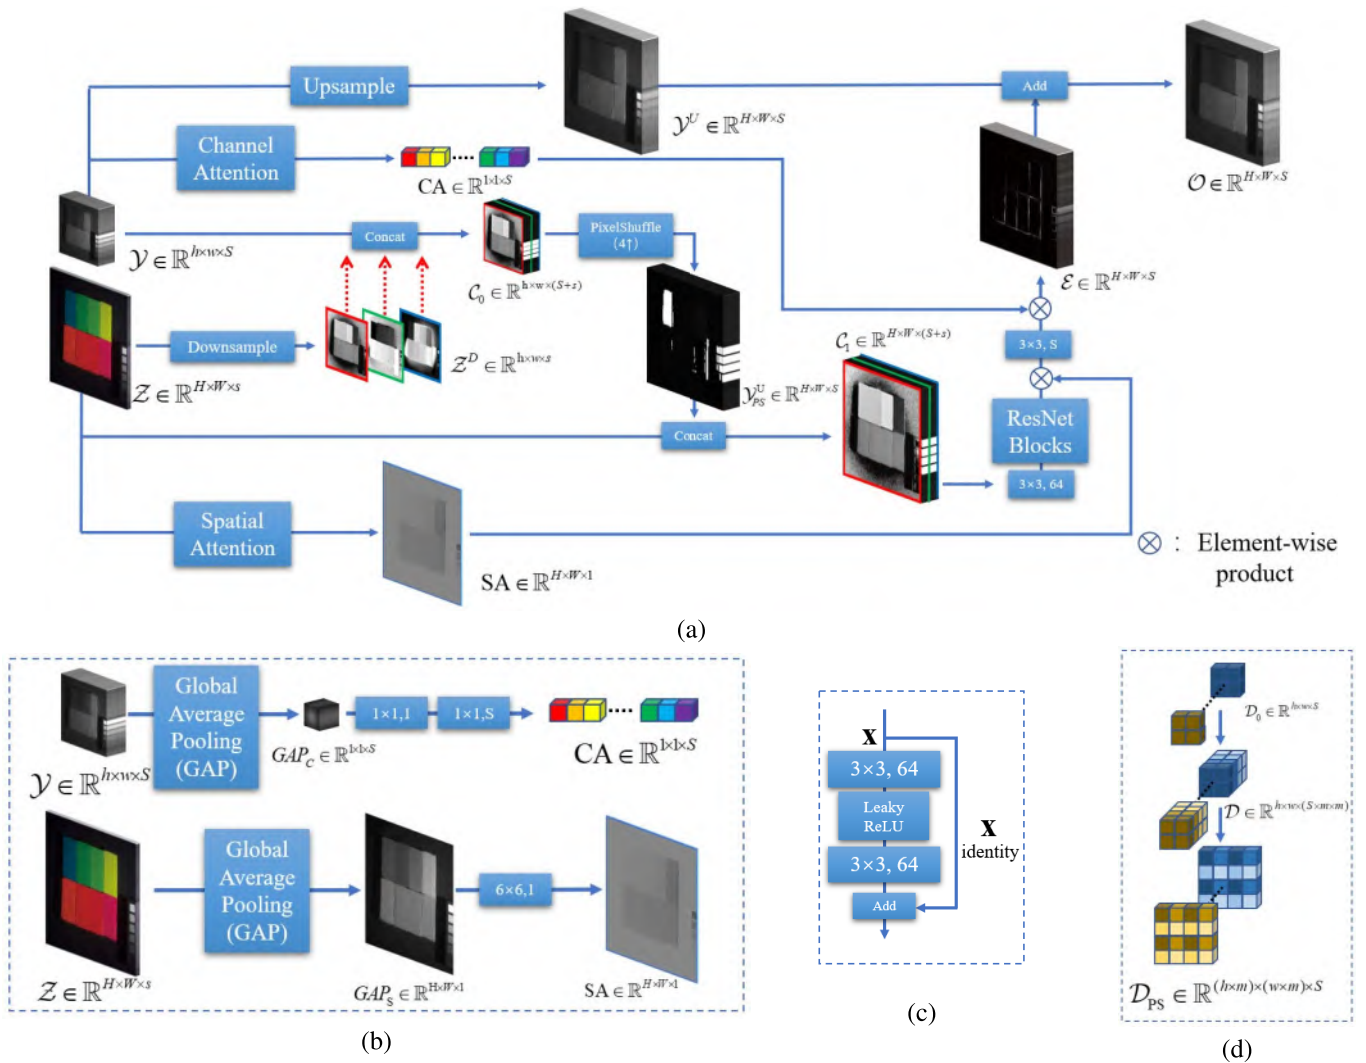 Upsample
𝒴^U ∈ ℝ^{H×W×S}
Add
𝒪 ∈ ℝ^{H×W×S}
Channel
Attention
CA ∈ ℝ^{1×1×S}
𝒴 ∈ ℝ^{h×w×S}
Concat
𝒞_0 ∈ ℝ^{h×w×(S+s)}
PixelShuffle
(4↑)
ℰ ∈ ℝ^{H×W×S}
𝒵 ∈ ℝ^{H×W×s}
Downsample
𝒵^D ∈ ℝ^{h×w×s}
𝒴_{PS}^U ∈ ℝ^{H×W×S}
𝒞_1 ∈ ℝ^{H×W×(S+s)}
3×3, S
Concat
ResNet
Blocks
3×3, 64
Spatial
Attention
SA ∈ ℝ^{H×W×1}
⊗ : Element-wise
product
(a)
𝒴 ∈ ℝ^{h×w×S}
Global
Average
Pooling
(GAP)
GAP_C ∈ ℝ^{1×1×S}
1×1,1
1×1,S
CA ∈ ℝ^{1×1×S}
𝒵 ∈ ℝ^{H×W×s}
Global
Average
Pooling
(GAP)
GAP_S ∈ ℝ^{H×W×1}
6×6,1
SA ∈ ℝ^{H×W×1}
(b)
x
3×3, 64
Leaky
ReLU
3×3, 64
Add
x
identity
(c)
𝒟_0 ∈ ℝ^{h×w×S}
𝒟 ∈ ℝ^{h×w×(S×m×m)}
𝒟_{PS} ∈ ℝ^{(h×m)×(w×m)×S}
(d)